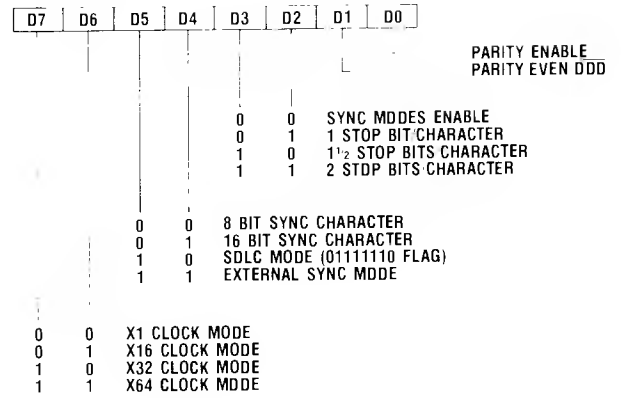 D7 D6 D5 D4 D3 D2 D1 D0
PARITY ENABLE
PARITY EVEN ODD
0 0 SYNC MODES ENABLE
0 1 1 STOP BIT/CHARACTER
1 0 1 1/2 STOP BITS CHARACTER
1 1 2 STOP BITS CHARACTER
0 0 8 BIT SYNC CHARACTER
0 1 16 BIT SYNC CHARACTER
1 0 SDLC MODE (01111110 FLAG)
1 1 EXTERNAL SYNC MODE
0 0 X1 CLOCK MODE
0 1 X16 CLOCK MODE
1 0 X32 CLOCK MODE
1 1 X64 CLOCK MODE